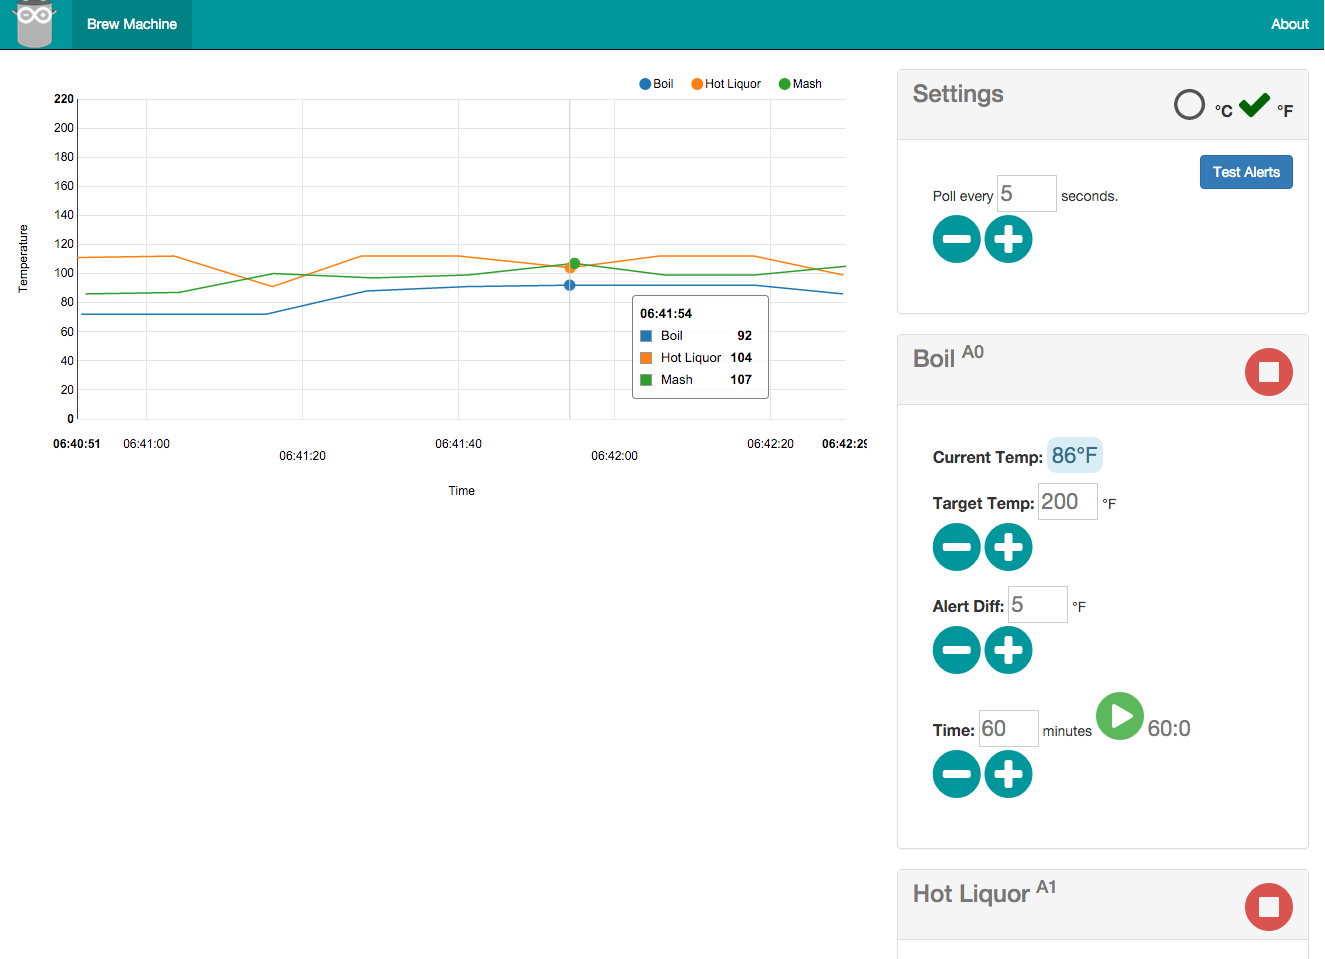 Brew Machine
About
Boil Hot Liquor Mash
220
200
180
160
140
120
100
80
60
40
20
0
Temperature
06:41:54
Boil 92
Hot Liquor 104
Mash 107
06:40:51 06:41:00 06:41:20 06:41:40 06:42:00 06:42:20 06:42:29
Time
Settings
°C °F
Test Alerts
Poll every 5 seconds.
Boil A0
Current Temp: 86°F
Target Temp: 200 °F
Alert Diff: 5 °F
Time: 60 minutes 60:0
Hot Liquor A1